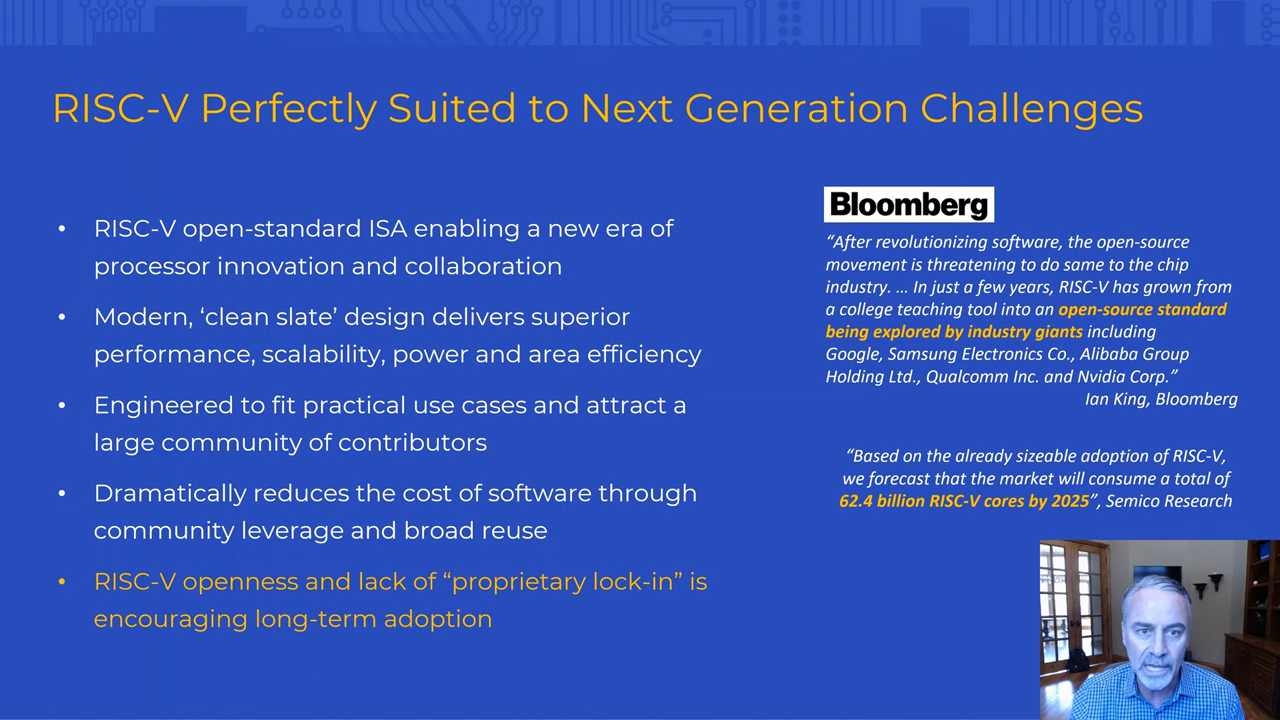 RISC-V Perfectly Suited to Next Generation Challenges
• RISC-V open-standard ISA enabling a new era of
processor innovation and collaboration
• Modern, ‘clean slate’ design delivers superior
performance, scalability, power and area efficiency
• Engineered to fit practical use cases and attract a
large community of contributors
• Dramatically reduces the cost of software through
community leverage and broad reuse
• RISC-V openness and lack of “proprietary lock-in” is
encouraging long-term adoption
Bloomberg
“After revolutionizing software, the open-source
movement is threatening to do same to the chip
industry. … In just a few years, RISC-V has grown from
a college teaching tool into an open-source standard
being explored by industry giants including
Google, Samsung Electronics Co., Alibaba Group
Holding Ltd., Qualcomm Inc. and Nvidia Corp.”
Ian King, Bloomberg
“Based on the already sizeable adoption of RISC-V,
we forecast that the market will consume a total of
62.4 billion RISC-V cores by 2025”, Semico Research